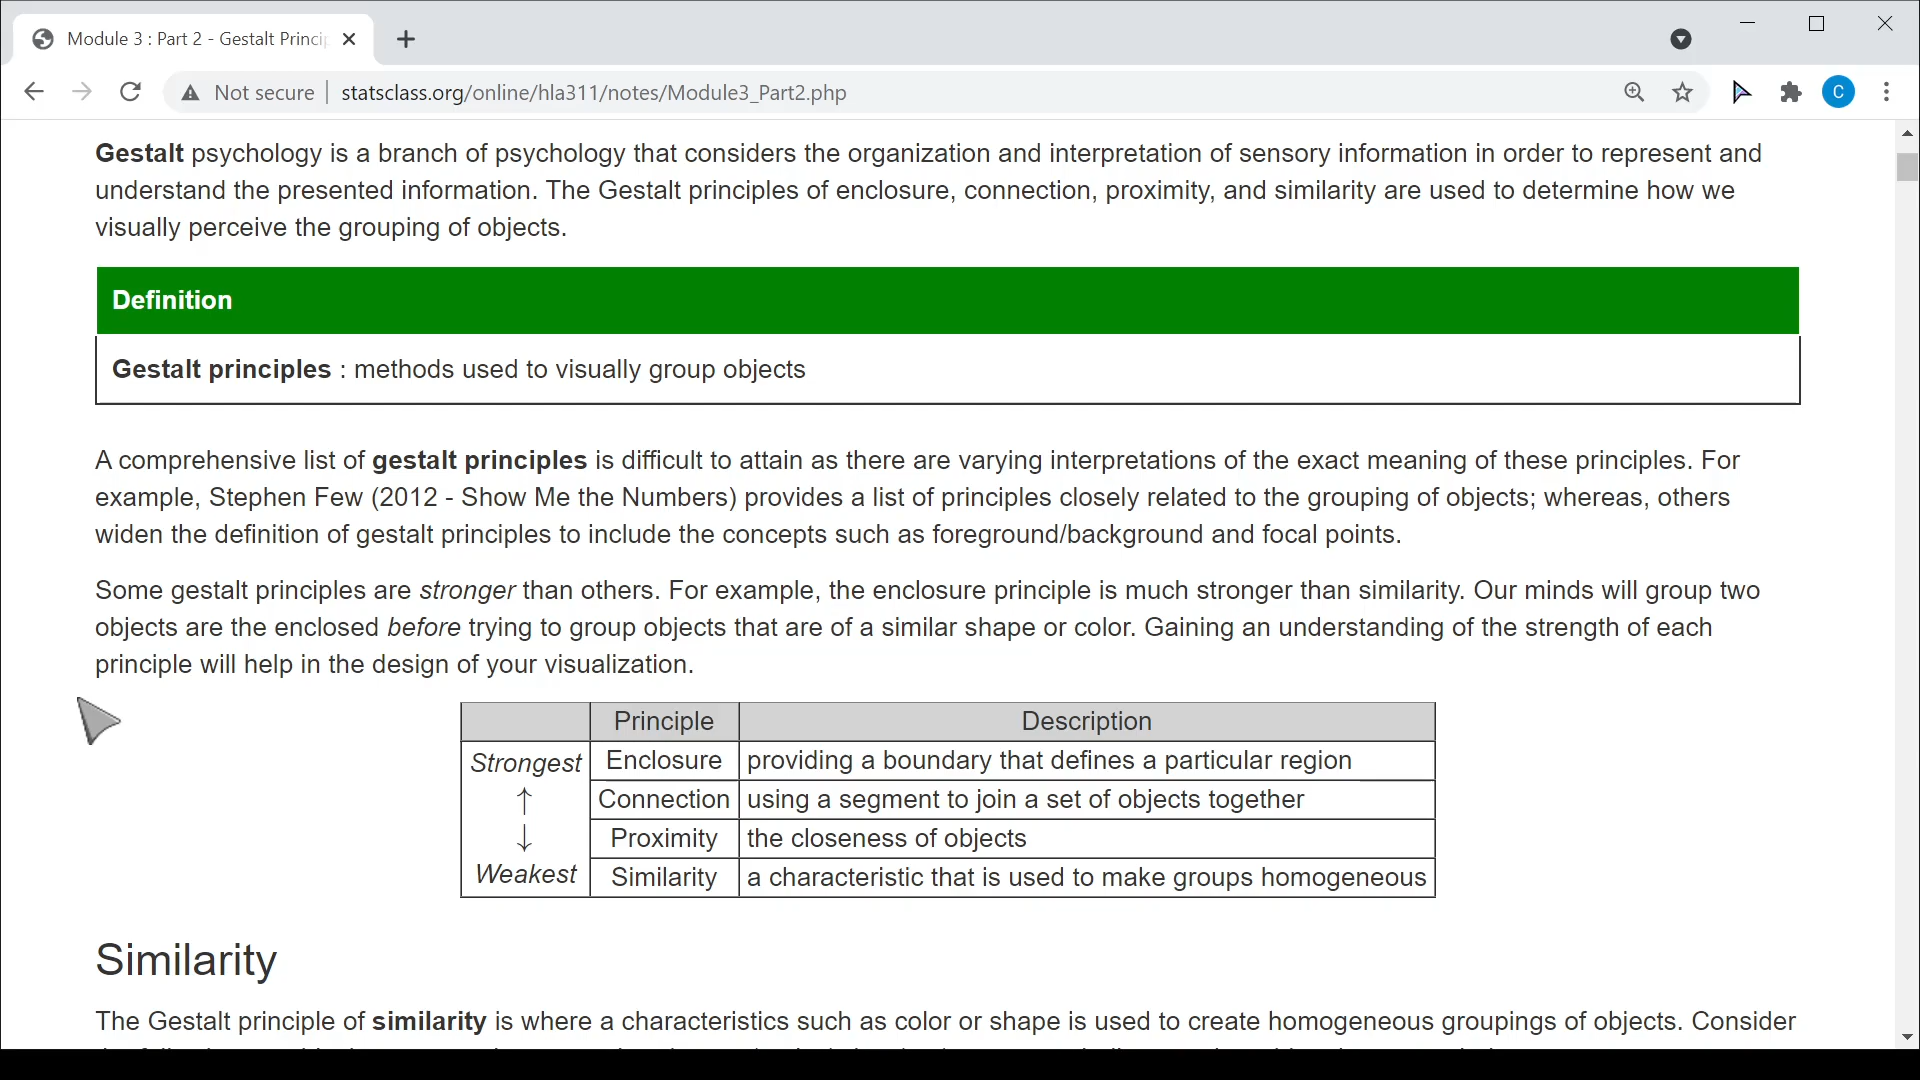 Module 3 : Part 2 - Gestalt Princip
Not secure
statsclass.org/online/hla311/notes/Module3_Part2.php
C
Gestalt psychology is a branch of psychology that considers the organization and interpretation of sensory information in order to represent and
understand the presented information. The Gestalt principles of enclosure, connection, proximity, and similarity are used to determine how we
visually perceive the grouping of objects.
Definition
Gestalt principles : methods used to visually group objects
A comprehensive list of gestalt principles is difficult to attain as there are varying interpretations of the exact meaning of these principles. For
example, Stephen Few (2012 - Show Me the Numbers) provides a list of principles closely related to the grouping of objects; whereas, others
widen the definition of gestalt principles to include the concepts such as foreground/background and focal points.
Some gestalt principles are stronger than others. For example, the enclosure principle is much stronger than similarity. Our minds will group two
objects are the enclosed before trying to group objects that are of a similar shape or color. Gaining an understanding of the strength of each
principle will help in the design of your visualization.
Principle Description
Strongest Enclosure providing a boundary that defines a particular region
↑ Connection using a segment to join a set of objects together
↓ Proximity the closeness of objects
Weakest Similarity a characteristic that is used to make groups homogeneous
Similarity
The Gestalt principle of similarity is where a characteristics such as color or shape is used to create homogeneous groupings of objects. Consider